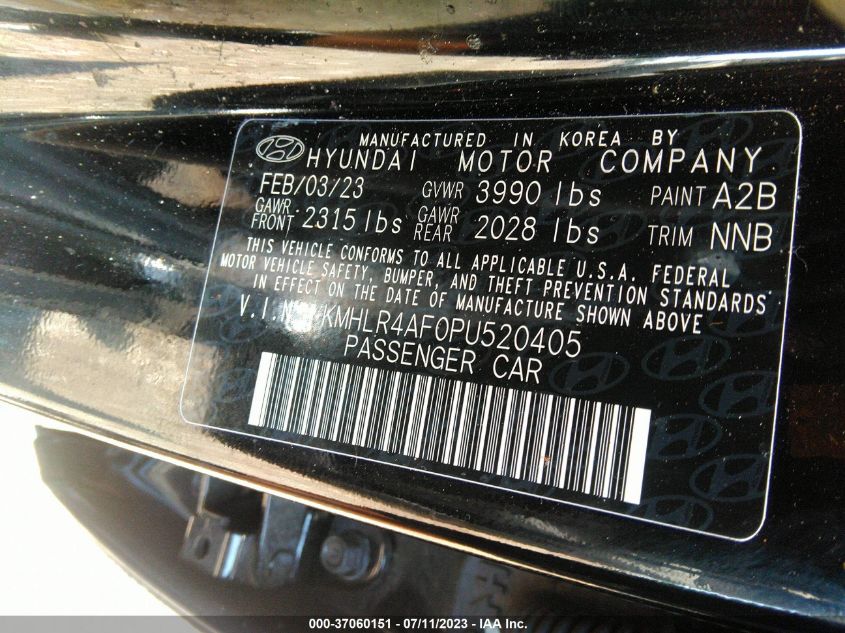 MANUFACTURED IN KOREA BY
HYUNDAI MOTOR COMPANY
FEB/03/23 GVWR 3990 lbs PAINT A2B
GAWR FRONT 2315 lbs GAWR REAR 2028 lbs TRIM NNB
THIS VEHICLE CONFORMS TO ALL APPLICABLE U.S.A. FEDERAL
MOTOR VEHICLE SAFETY, BUMPER, AND THEFT PREVENTION STANDARDS
IN EFFECT ON THE DATE OF MANUFACTURE SHOWN ABOVE
V.I.N KMHLR4AF0PU520405
PASSENGER CAR
000-37060151 / 07/11/2023 - IAA Inc.